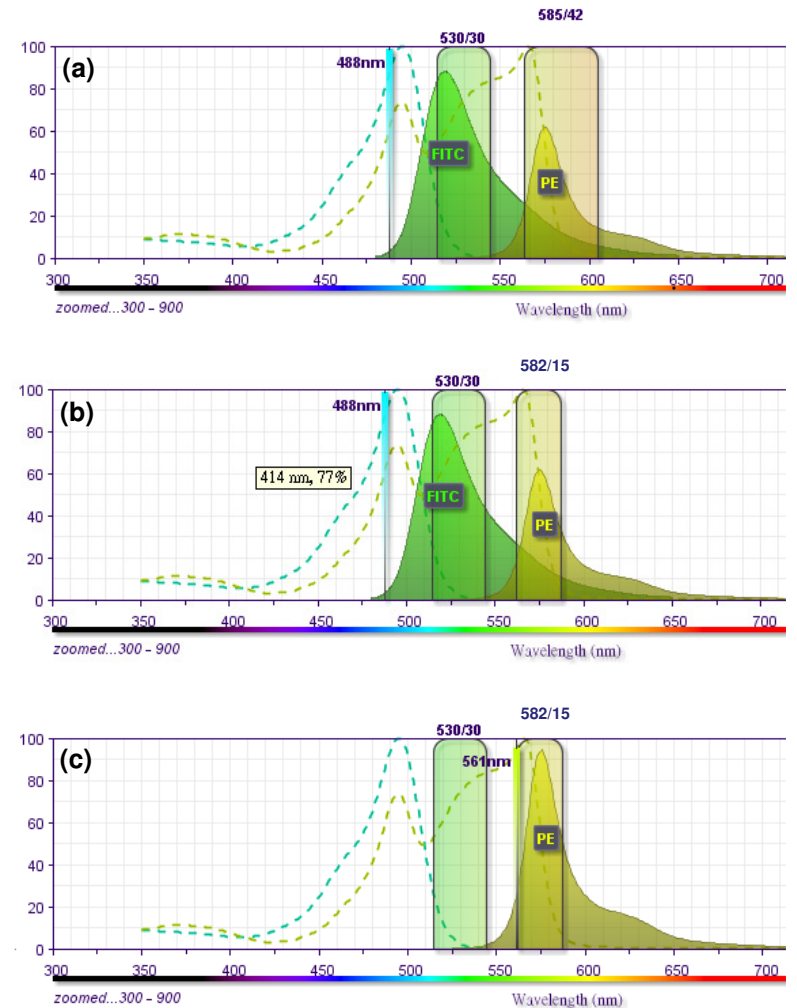 585/42
530/30
(a)
488nm
100
80
60
40
20
0
FITC
PE
300 350 400 450 500 550 600 650 700
zoomed...300 - 900
Wavelength (nm)
582/15
530/30
(b)
488nm
100
80
60
40
20
0
414 nm, 77%
FITC
PE
300 350 400 450 500 550 600 650 700
zoomed...300 - 900
Wavelength (nm)
582/15
530/30
(c)
561nm
100
80
60
40
20
0
PE
300 350 400 450 500 550 600 650 700
zoomed...300 - 900
Wavelength (nm)